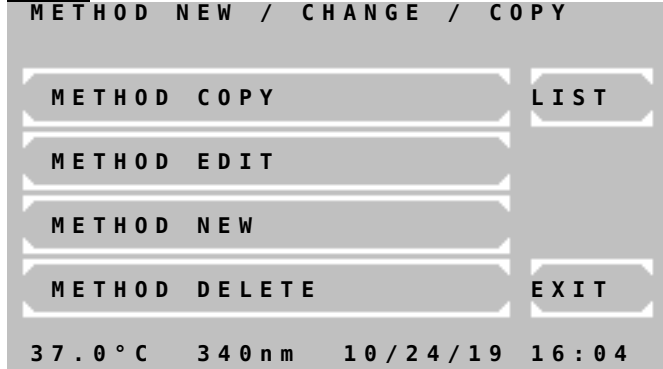 METHOD NEW / CHANGE / COPY
METHOD COPY LIST
METHOD EDIT
METHOD NEW
METHOD DELETE EXIT
37.0°C 340nm 10/24/19 16:04